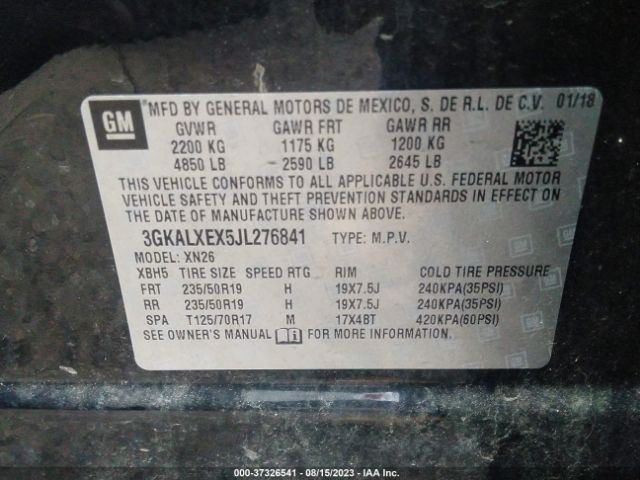 GM
MFD BY GENERAL MOTORS DE MEXICO, S. DE R.L. DE C.V. 01/18
GVWR GAWR FRT GAWR RR
2200 KG 1175 KG 1200 KG
4850 LB 2590 LB 2645 LB
THIS VEHICLE CONFORMS TO ALL APPLICABLE U.S. FEDERAL MOTOR
VEHICLE SAFETY AND THEFT PREVENTION STANDARDS IN EFFECT ON
THE DATE OF MANUFACTURE SHOWN ABOVE.
3GKALXEX5JL276841 TYPE: M.P.V.
MODEL: XN26
XBH5 TIRE SIZE SPEED RTG RIM COLD TIRE PRESSURE
FRT 235/50R19 H 19X7.5J 240KPA(35PSI)
RR 235/50R19 H 19X7.5J 240KPA(35PSI)
SPA T125/70R17 M 17X4BT 420KPA(60PSI)
SEE OWNER'S MANUAL FOR MORE INFORMATION.
000-37326541 - 08/15/2023 - IAA Inc.